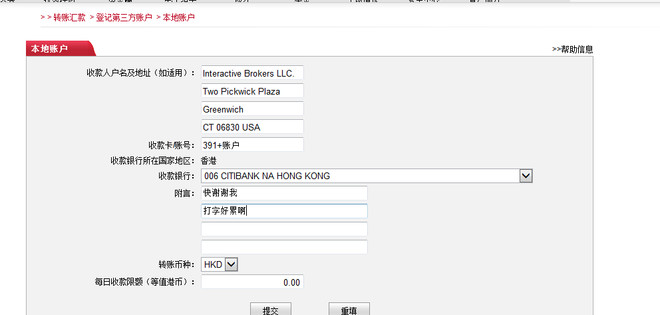 > > 转账汇款 > 登记第三方账户 > 本地账户
本地账户
>>帮助信息
收款人户名及地址（如适用）： Interactive Brokers LLC.
Two Pickwick Plaza
Greenwich
CT 06830 USA
收款卡/账号： 391+账户
收款银行所在国家地区： 香港
收款银行： 006 CITIBANK NA HONG KONG
附言： 快谢谢我
打字好累啊
转账币种： HKD
每日收款限额（等值港币）： 0.00
提交 重填